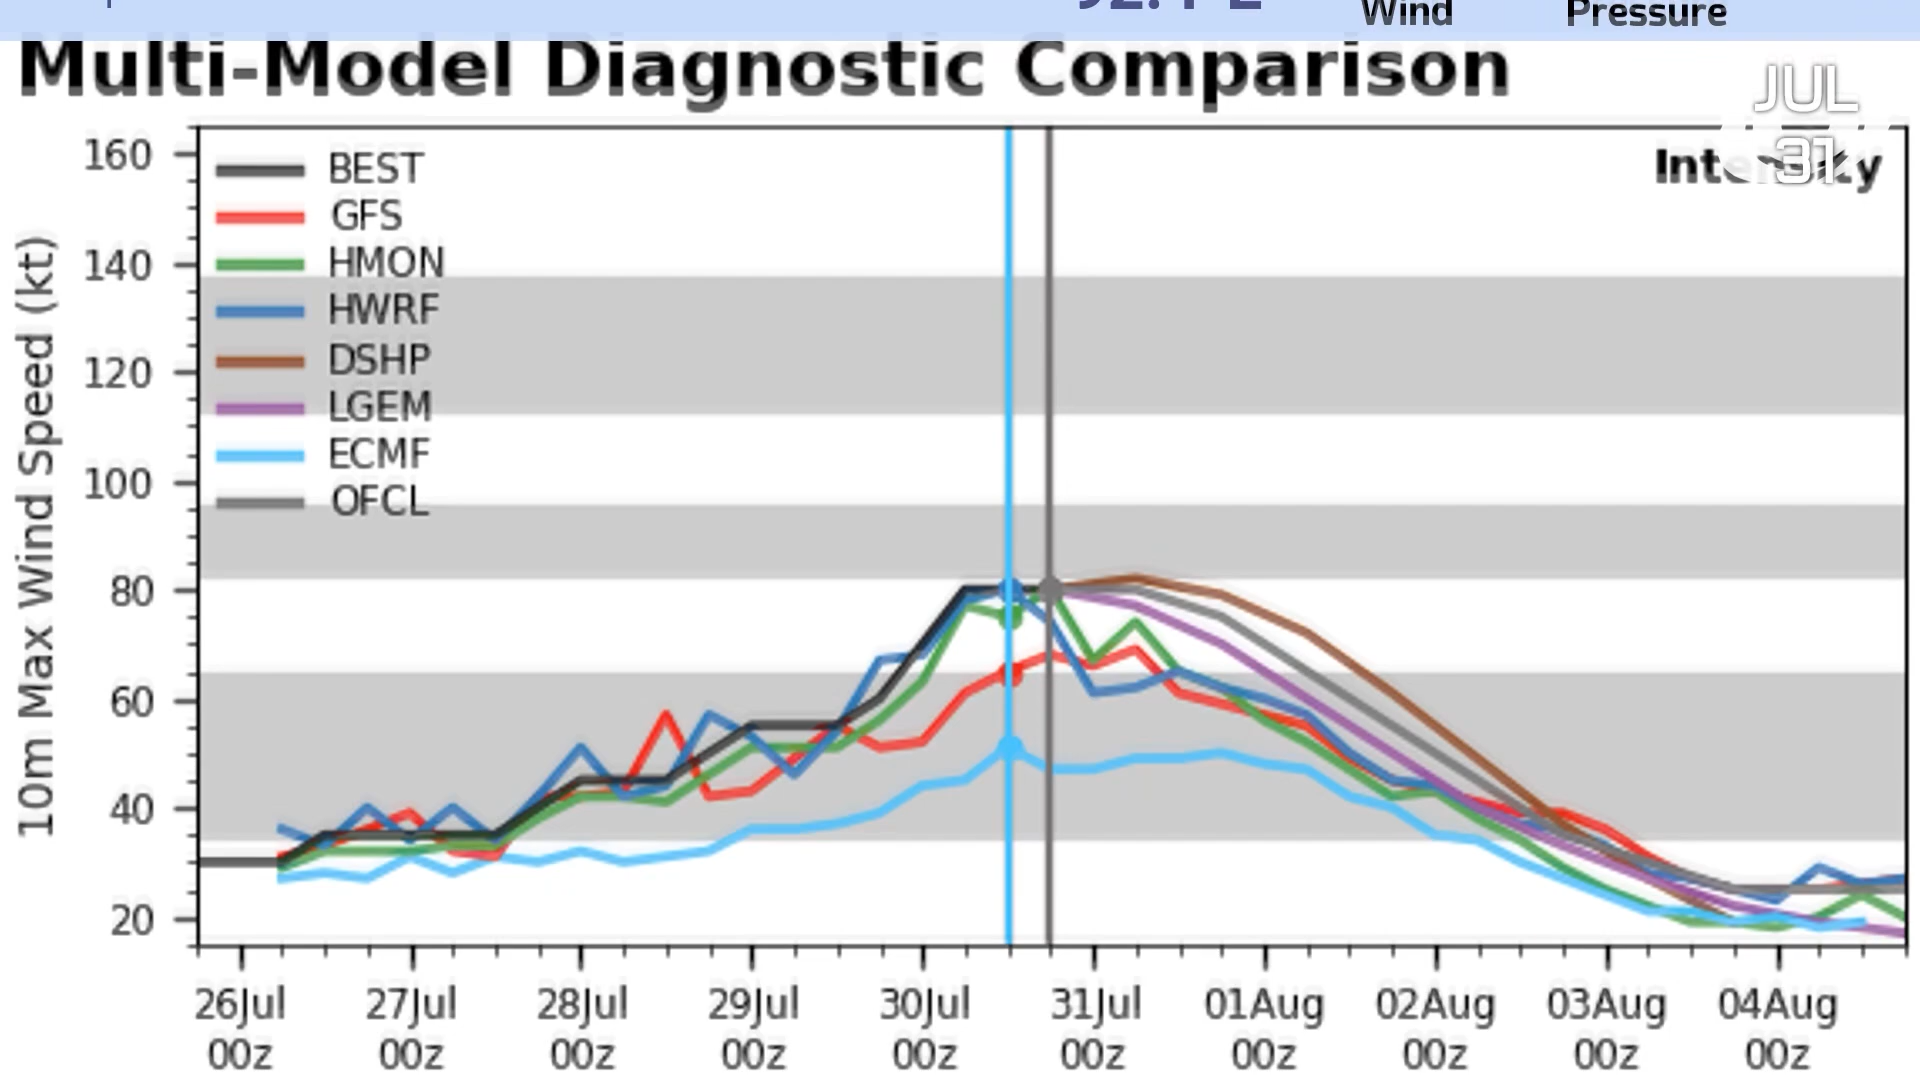 Wind Pressure
Multi-Model Diagnostic Comparison
JUL
31
160
140
120
100
80
60
40
20
10m Max Wind Speed (kt)
BEST
GFS
HMON
HWRF
DSHP
LGEM
ECMF
OFCL
26Jul 27Jul 28Jul 29Jul 30Jul 31Jul 01Aug 02Aug 03Aug 04Aug
00z 00z 00z 00z 00z 00z 00z 00z 00z 00z